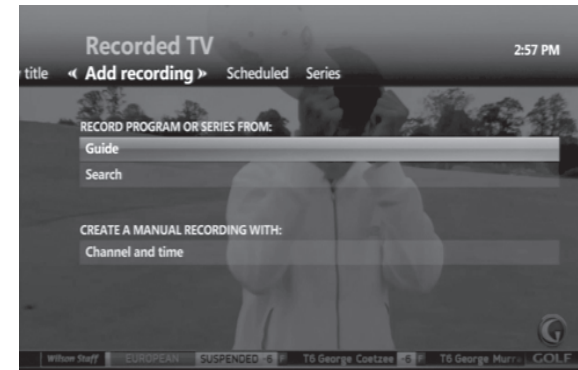 Recorded TV
2:57 PM
title « Add recording » Scheduled Series
RECORD PROGRAM OR SERIES FROM:
Guide
Search
CREATE A MANUAL RECORDING WITH:
Channel and time
Wilson Staff EUROPEAN SUSPENDED -6 F T6 George Coetzee -6 F T6 George Murr GOLF